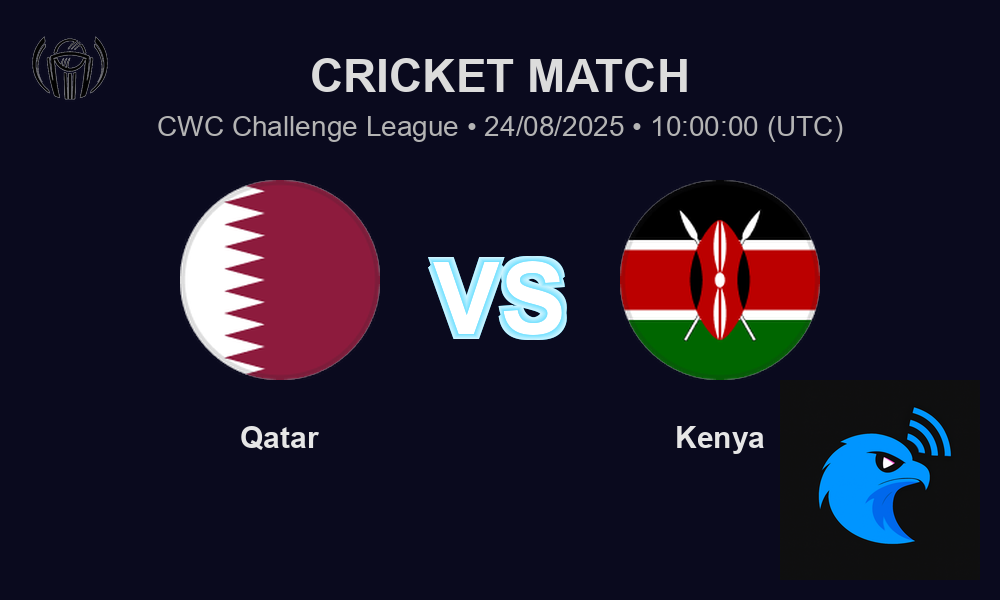 CRICKET MATCH
CWC Challenge League • 24/08/2025 • 10:00:00 (UTC)
VS
Qatar
Kenya